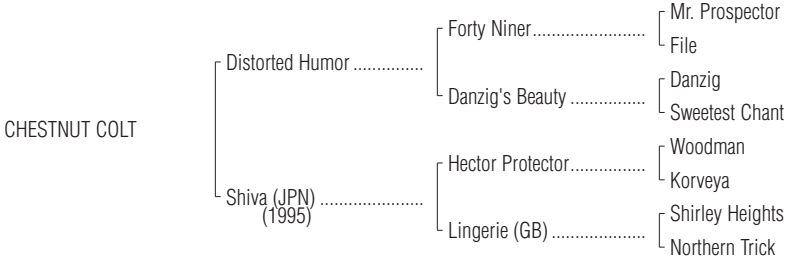 Mr. Prospector
Forty Niner........................
File
Distorted Humor ...............
Danzig
Danzig's Beauty ................
Sweetest Chant
CHESTNUT COLT
Woodman
Hector Protector................
Korveya
Shiva (JPN) ......................
(1995)
Shirley Heights
Lingerie (GB) ....................
Northern Trick